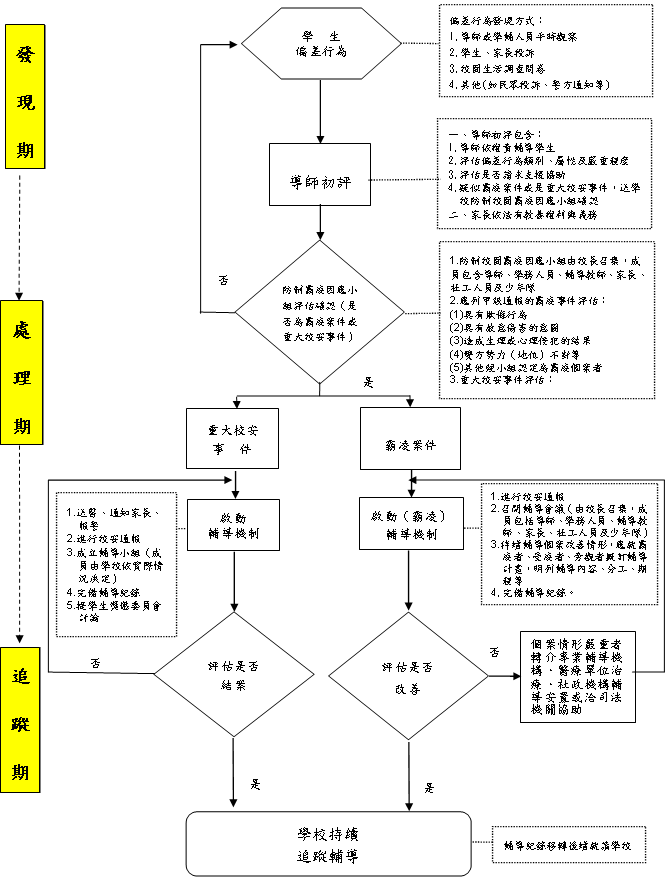 發
現
期
學 生
偏差行為
偏差行為發現方式：
1.導師或學輔人員平時觀察
2.學生、家長投訴
3.校園生活調查問卷
4.其他(如民眾投訴、警方通知等)
導師初評
一、導師初評包含：
1.導師依權責輔導學生
2.評估偏差行為類別、屬性及嚴重程度
3.評估是否請求支援協助
4.疑似霸凌案件或是重大校安事件，送學
校防制校園霸凌因應小組確認
二、家長依法有教養權利與義務
處
理
期
否
防制霸凌因應小
組評估確認（是
否為霸凌案件或
重大校安事件）
是
1.防制校園霸凌因應小組由校長召集，成
員包含導師、學務人員、輔導教師、家長、
社工人員及少年隊
2.應列甲級通報的霸凌事件評估：
(1)具有欺侮行為
(2)具有故意傷害的意圖
(3)造成生理或心理侵犯的結果
(4)雙方勢力（地位）不對等
(5)其他經小組認定為霸凌個案者
3.重大校安事件評估：
重大校安
事 件
霸凌案件
1.送醫、通知家長、
報警
2.進行校安通報
3.成立輔導小組(成
員由學校依實際情
況決定)
4.完備輔導紀錄
5.提學生獎懲委員會
討論
啟動
輔導機制
啟動（霸凌）
輔導機制
1.進行校安通報
2.召開輔導會議(由校長召集，成
員包括導師、學務人員、輔導教
師、家長、社工人員及少年隊)
3.持續輔導個案改善情形，應就霸
凌者、受凌者、旁觀者擬訂輔導
計畫，明列輔導內容、分工、期
程等
4.完備輔導紀錄。
追
蹤
期
否
評估是否
結案
評估是否
改善
否
個案情形嚴重者
轉介專業輔導機
構、醫療單位治
療、社政機構輔
導安置或洽司法
機關協助
是
是
學校持續
追蹤輔導
輔導紀錄移轉後續就讀學校